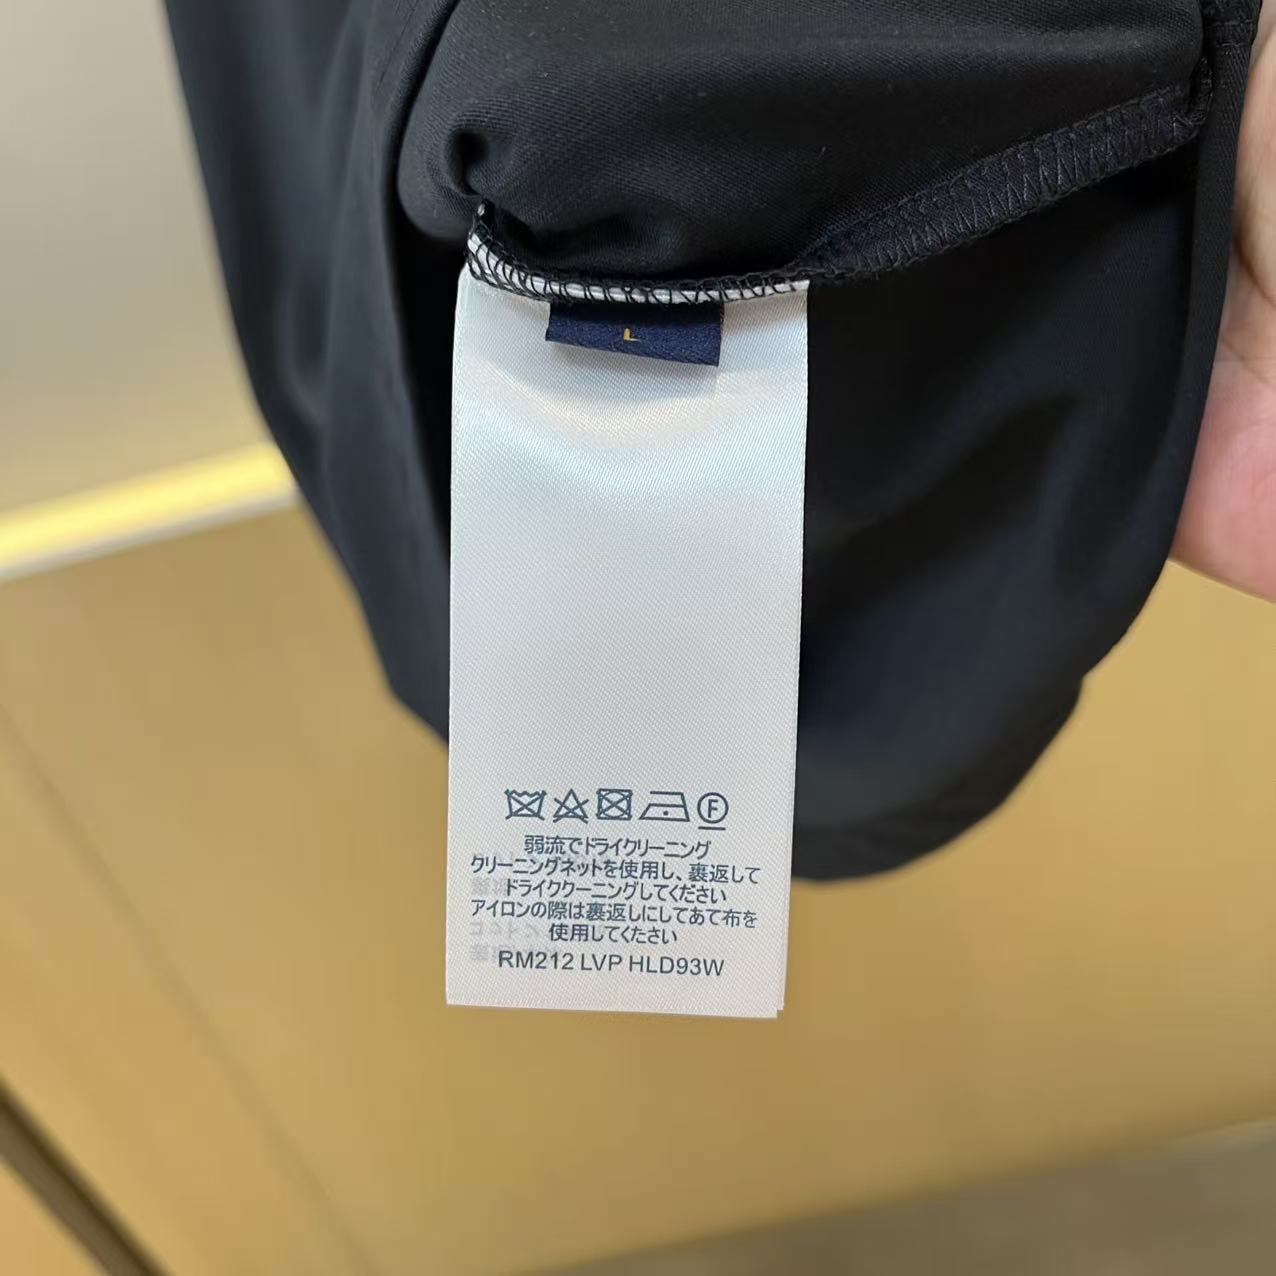 L
F
弱流でドライクリーニング
クリーニングネットを使用し、裏返して
ドライククーニングしてください
アイロンの際は裏返しにしてあて布を
使用してください
RM212 LVP HLD93W